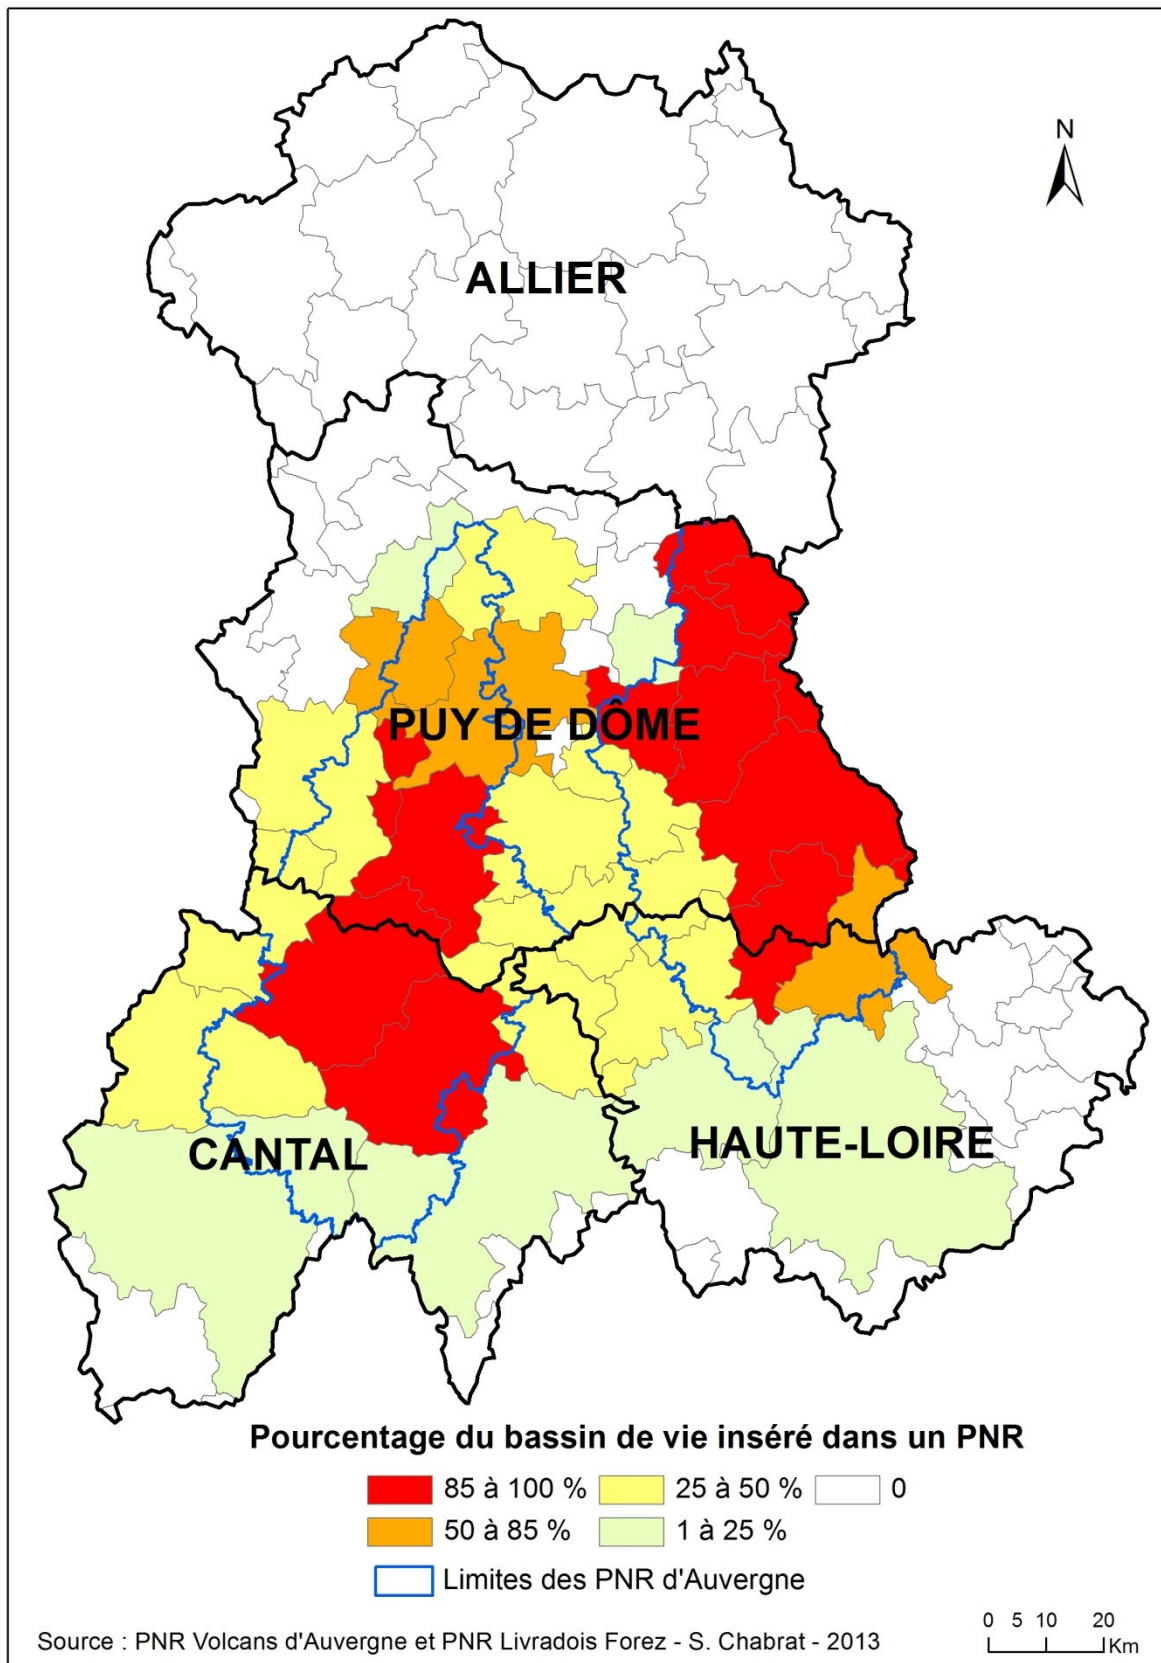 N
ALLIER
PUY DE DÔME
CANTAL
HAUTE-LOIRE
Pourcentage du bassin de vie inséré dans un PNR
85 à 100 % 25 à 50 % 0
50 à 85 % 1 à 25 %
Limites des PNR d'Auvergne
0 5 10 20
Km
Source : PNR Volcans d'Auvergne et PNR Livradois Forez - S. Chabrat - 2013